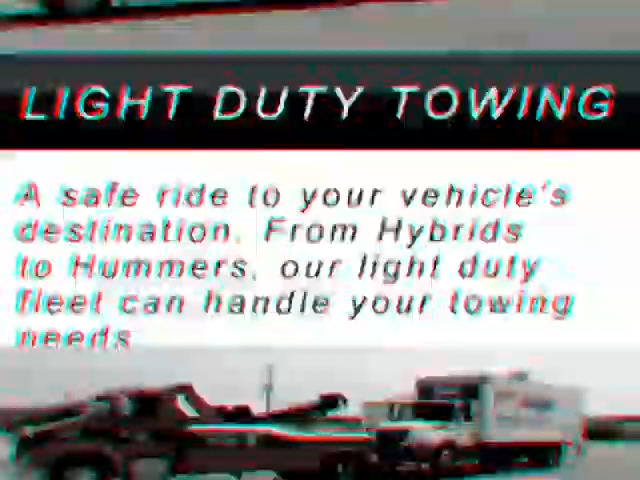 LIGHT DUTY TOWING
A safe ride to your vehicle's
destination. From Hybrids
to Hummers, our light duty
fleet can handle your towing
needs